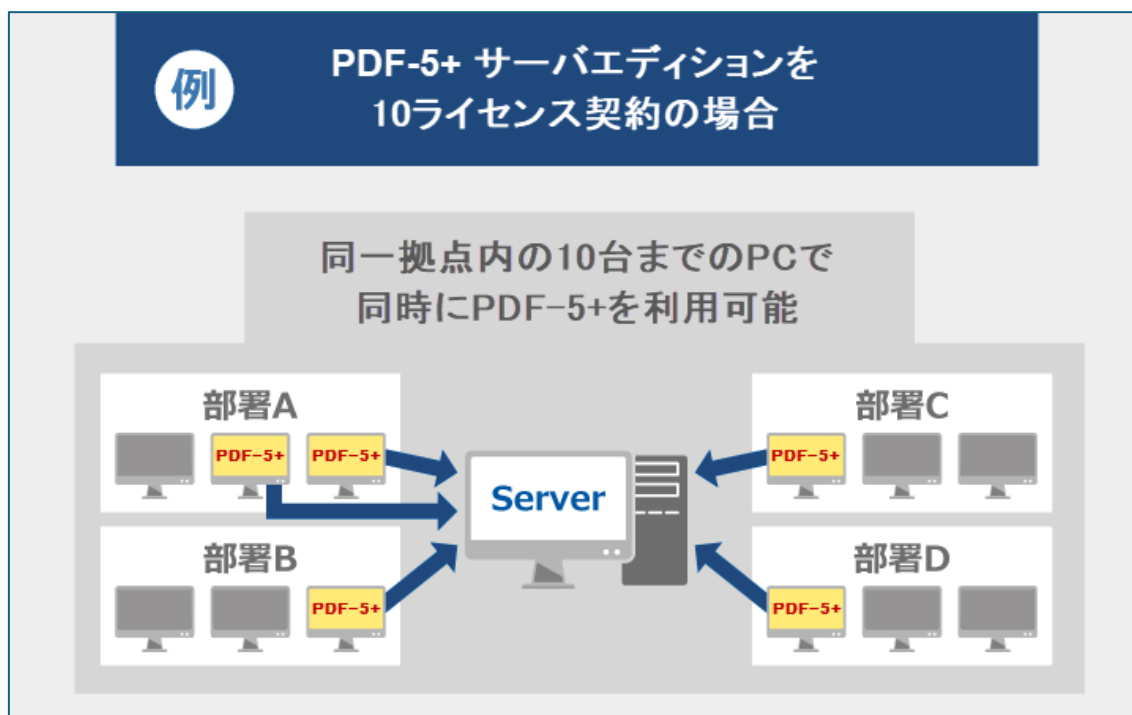 例
PDF-5+ サーバエディションを
10ライセンス契約の場合
同一拠点内の10台までのPCで
同時にPDF-5+を利用可能
部署A
PDF-5+
PDF-5+
部署B
PDF-5+
Server
部署C
PDF-5+
部署D
PDF-5+